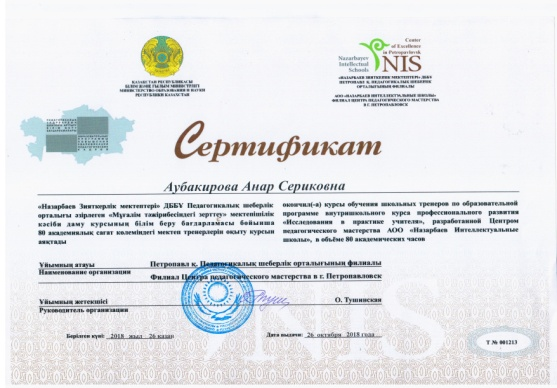 ҚАЗАҚСТАН РЕСПУБЛИКАСЫ
БІЛІМ ЖӘНЕ ҒЫЛЫМ МИНИСТРЛІГІ
МИНИСТЕРСТВО ОБРАЗОВАНИЯ И НАУКИ
РЕСПУБЛИКИ КАЗАХСТАН
Center
of Excellence
in Petropavlovsk
Nazarbayev
Intellectual
Schools
NIS
«НАЗАРБАЕВ ЗИЯТКЕРЛІК МЕКТЕПТЕРІ» ДББҰ
ПЕТРОПАВЛ Қ. ПЕДАГОГИКАЛЫҚ ШЕБЕРЛІК
ОРТАЛЫҒЫНЫҢ ФИЛИАЛЫ
АОО «НАЗАРБАЕВ ИНТЕЛЛЕКТУАЛЬНЫЕ ШКОЛЫ»
ФИЛИАЛ ЦЕНТРА ПЕДАГОГИЧЕСКОГО МАСТЕРСТВА
В Г. ПЕТРОПАВЛОВСК
Сертификат
Аубакирова Анар Сериковна
«Назарбаев Зияткерлік мектептері» ДББҰ Педагогикалық шеберлік
орталығы әзірлеген «Мұғалім тәжірибесіндегі зерттеу» мектепішілік
кәсіби даму курсының білім беру бағдарламасы бойынша
80 академиялық сағат көлеміндегі мектеп тренерлерін оқыту курсын
аяқтады
окончил(-а) курсы обучения школьных тренеров по образовательной
программе внутришкольного курса профессионального развития
«Исследования в практике учителя», разработанной Центром
педагогического мастерства АОО «Назарбаев Интеллектуальные
школы», в объёме 80 академических часов
Ұйымның атауы
Петропавл қ. Педагогикалық шеберлік орталығының филиалы
Наименование организации
Филиал Центра педагогического мастерства в г. Петропавловск
Ұйымның жетекшісі
О. Тушинская
Руководитель организации
Берілген күні: 2018 жыл 26 қазан
Дата выдачи: 26 октября 2018 года
NIS
Т № 001213